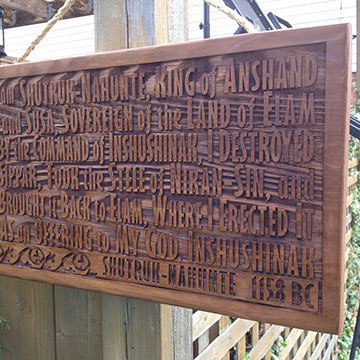 I am Shutruk-Nahunte, King of Anshand
and Susa, Sovereign of the Land of Elam
By the Command of Inshushinak, I Destroyed
Sippar, Took the Stele of Niran-Sin, and
Brought it Back to Elam, Where I Erected It
As an Offering to My God, Inshushinak
Shutruk-Nahunte 1158 BC